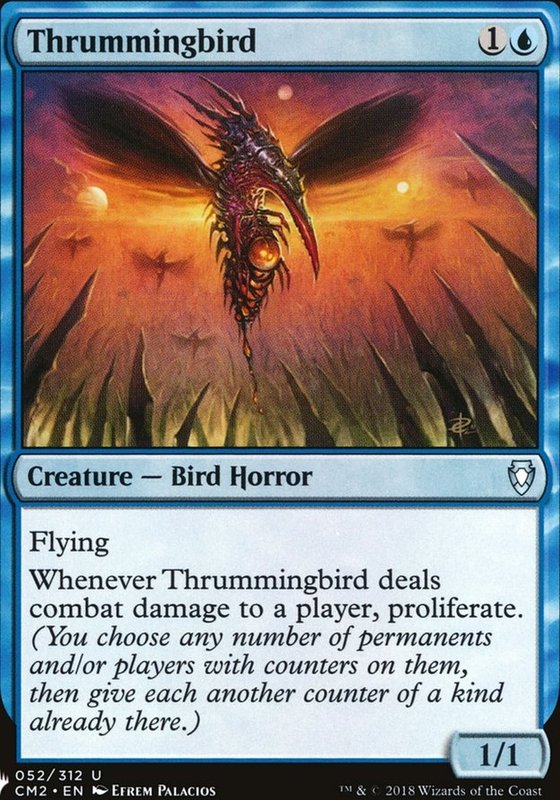 Thrummingbird 1
Creature — Bird Horror
Flying
Whenever Thrummingbird deals
combat damage to a player, proliferate.
(You choose any number of permanents
and/or players with counters on them,
then give each another counter of a kind
already there.)
1/1
052/312 U
CM2 • EN Efrem Palacios
™ & © 2018 Wizards of the Coast